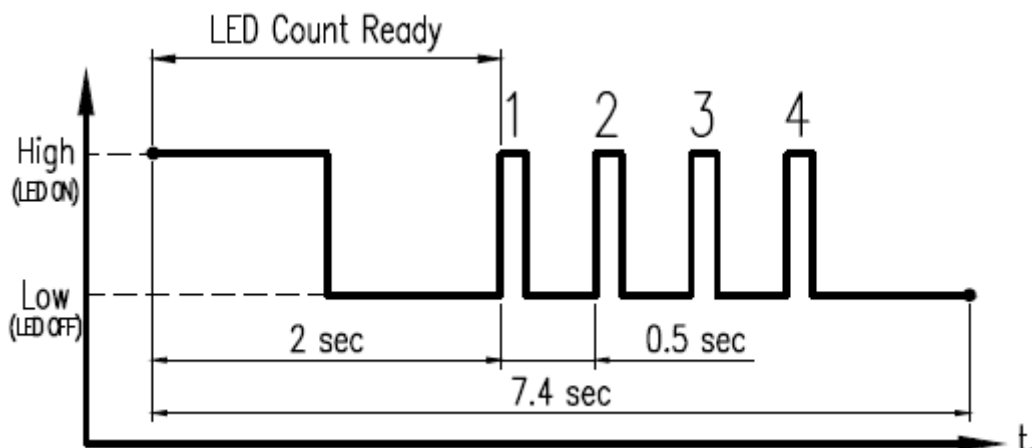 LED Count Ready
1 2 3 4
High
(LED ON)
Low
(LED OFF)
2 sec 0.5 sec
7.4 sec
t